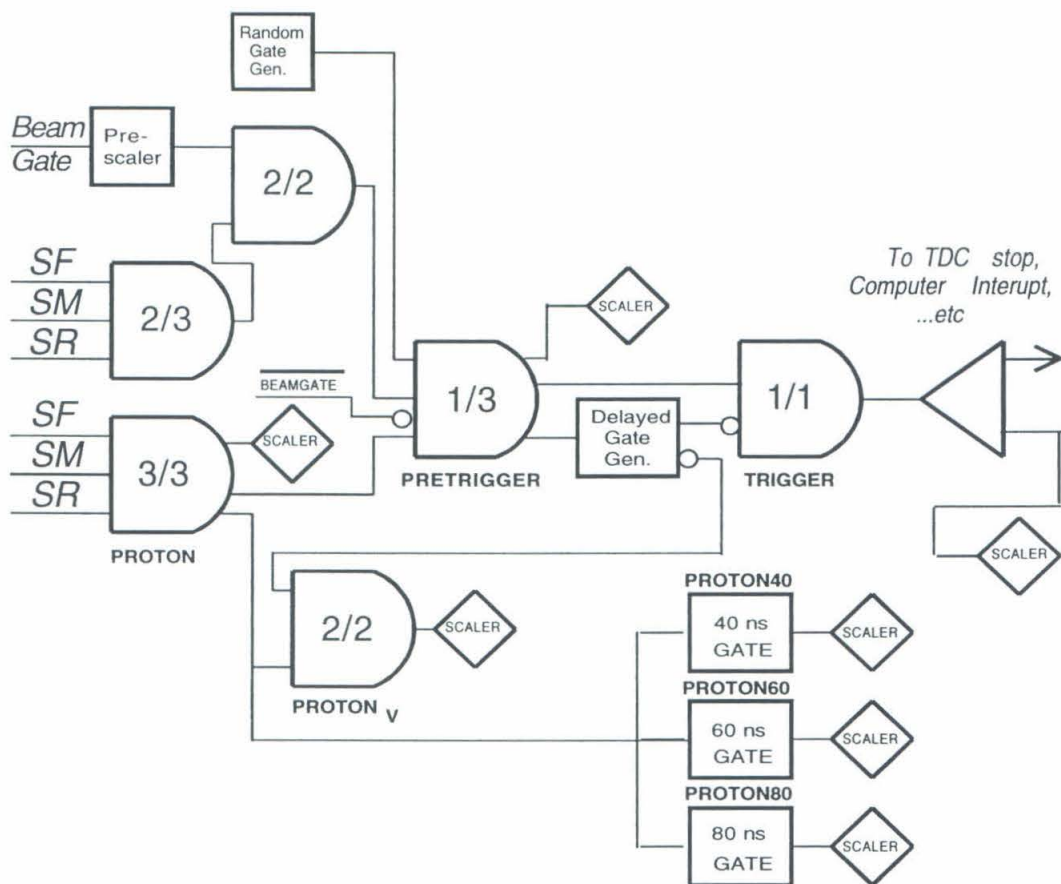 Random
Gate
Gen.
Beam
Gate
Pre-
scaler
2/2
SF
SM
SR
2/3
To TDC stop,
Computer Interupt,
...etc
SCALER
BEAMGATE
1/3
PRETRIGGER
1/1
TRIGGER
Delayed
Gate
Gen.
SF
SM
SR
3/3
PROTON
SCALER
SCALER
2/2
PROTON V
SCALER
PROTON40
40 ns
GATE
SCALER
PROTON60
60 ns
GATE
SCALER
PROTON80
80 ns
GATE
SCALER